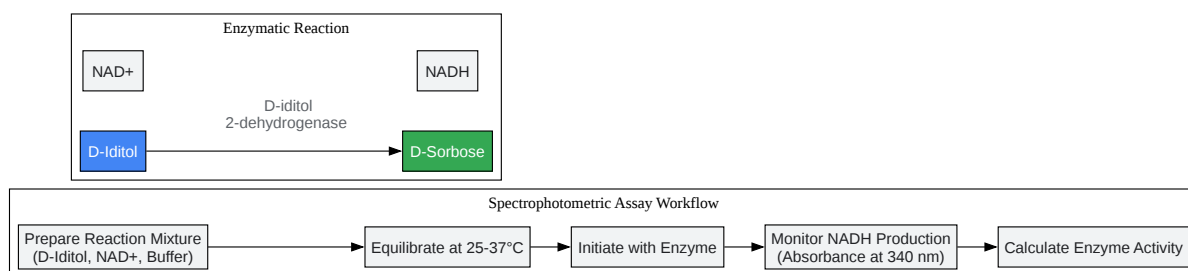 Enzymatic Reaction
NAD+
NADH
D-iditol
2-dehydrogenase
D-Iditol
D-Sorbose
Spectrophotometric Assay Workflow
Prepare Reaction Mixture
(D-Iditol, NAD+, Buffer)
Equilibrate at 25-37°C
Initiate with Enzyme
Monitor NADH Production
(Absorbance at 340 nm)
Calculate Enzyme Activity